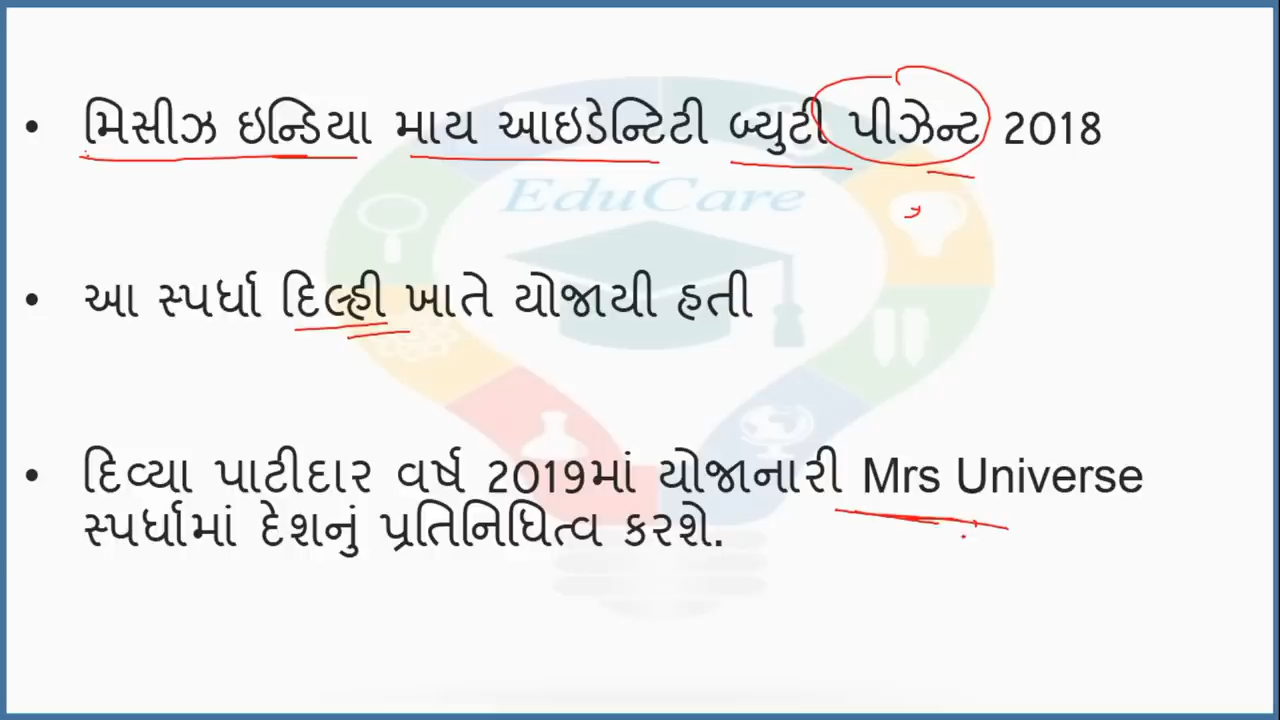 • મિસીઝ ઇન્ડિયા માય આઇડેન્ટિટી બ્યુટી પીઝેન્ટ 2018
EduCare
• આ સ્પર્ધા દિલ્હી ખાતે યોજાયી હતી
• દિવ્યા પાટીદાર વર્ષ 2019માં યોજાનારી Mrs Universe
સ્પર્ધામાં દેશનું પ્રતિનિધિત્વ કરશે.